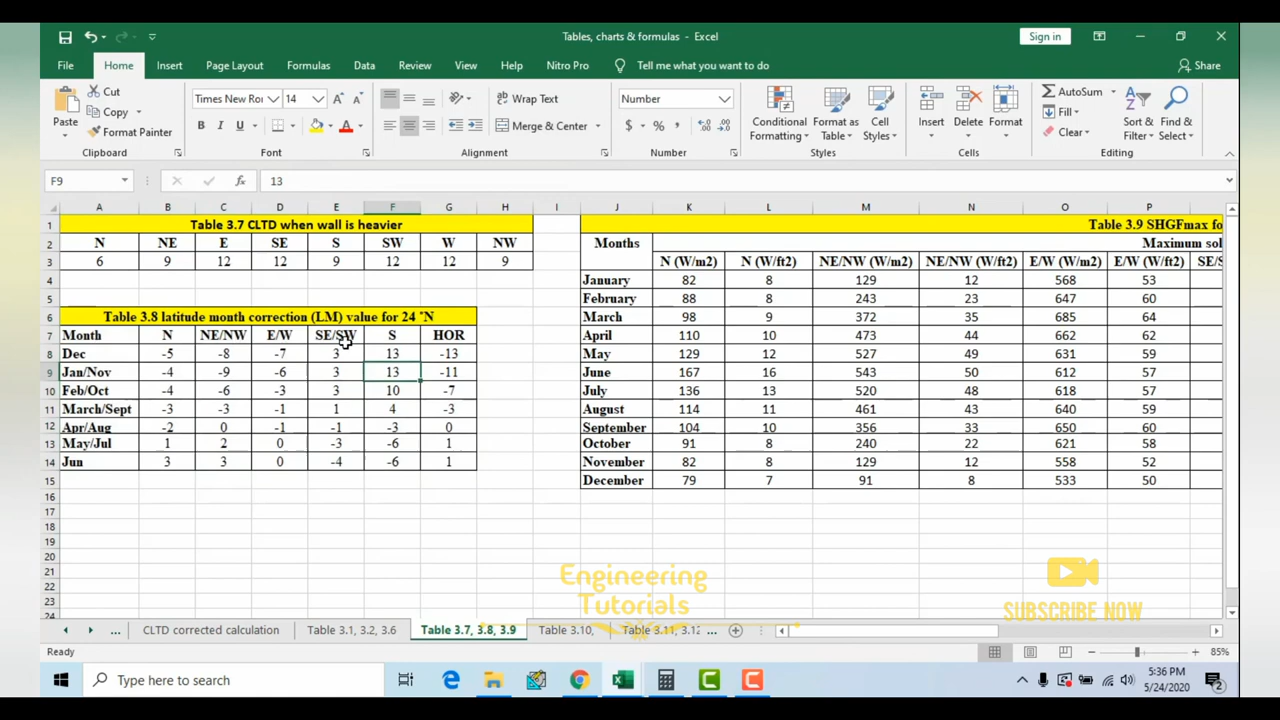 Tables, charts & formulas - Excel
Sign in
File Home Insert Page Layout Formulas Data Review View Help Nitro Pro Tell me what you want to do Share
Paste
Cut
Copy
Format Painter
Clipboard
Times New Ro 14
B I U
Font
Wrap Text
Merge & Center
Alignment
Number
$ % ,
Number
Conditional Formatting
Format as Table
Cell Styles
Styles
Insert Delete Format
Cells
AutoSum
Fill
Clear
Sort & Filter
Find & Select
Editing
F9 fx 13
A B C D E F G H I J K L M N O P
1 Table 3.7 CLTD when wall is heavier
2 N NE E SE S SW W NW
3 6 9 12 12 9 12 12 9
4
5
6 Table 3.8 latitude month correction (LM) value for 24 °N
7 Month N NE/NW E/W SE/SW S HOR
8 Dec -5 -8 -7 3 13 -13
9 Jan/Nov -4 -9 -6 3 13 -11
10 Feb/Oct -4 -6 -3 3 10 -7
11 March/Sept -3 -3 -1 1 4 -3
12 Apr/Aug -2 0 -1 -1 -3 0
13 May/Jul 1 2 0 -3 -6 1
14 Jun 3 3 0 -4 -6 1
15
16
17
18
19
20
21
22
23
24
Table 3.9 SHGFmax fo
Months Maximum sol
N (W/m2) N (W/ft2) NE/NW (W/m2) NE/NW (W/ft2) E/W (W/m2) E/W (W/ft2) SE/S
January 82 8 129 12 568 53
February 88 8 243 23 647 60
March 98 9 372 35 685 64
April 110 10 473 44 662 62
May 129 12 527 49 631 59
June 167 16 543 50 612 57
July 136 13 520 48 618 57
August 114 11 461 43 640 59
September 104 10 356 33 650 60
October 91 8 240 22 621 58
November 82 8 129 12 558 52
December 79 7 91 8 533 50
Engineering
Tutorials
SUBSCRIBE NOW
... CLTD corrected calculation Table 3.1, 3.2, 3.6 Table 3.7, 3.8, 3.9 Table 3.10, Table 3.11, 3.12 ...
Ready 85%
Type here to search
5:36 PM
5/24/2020
2